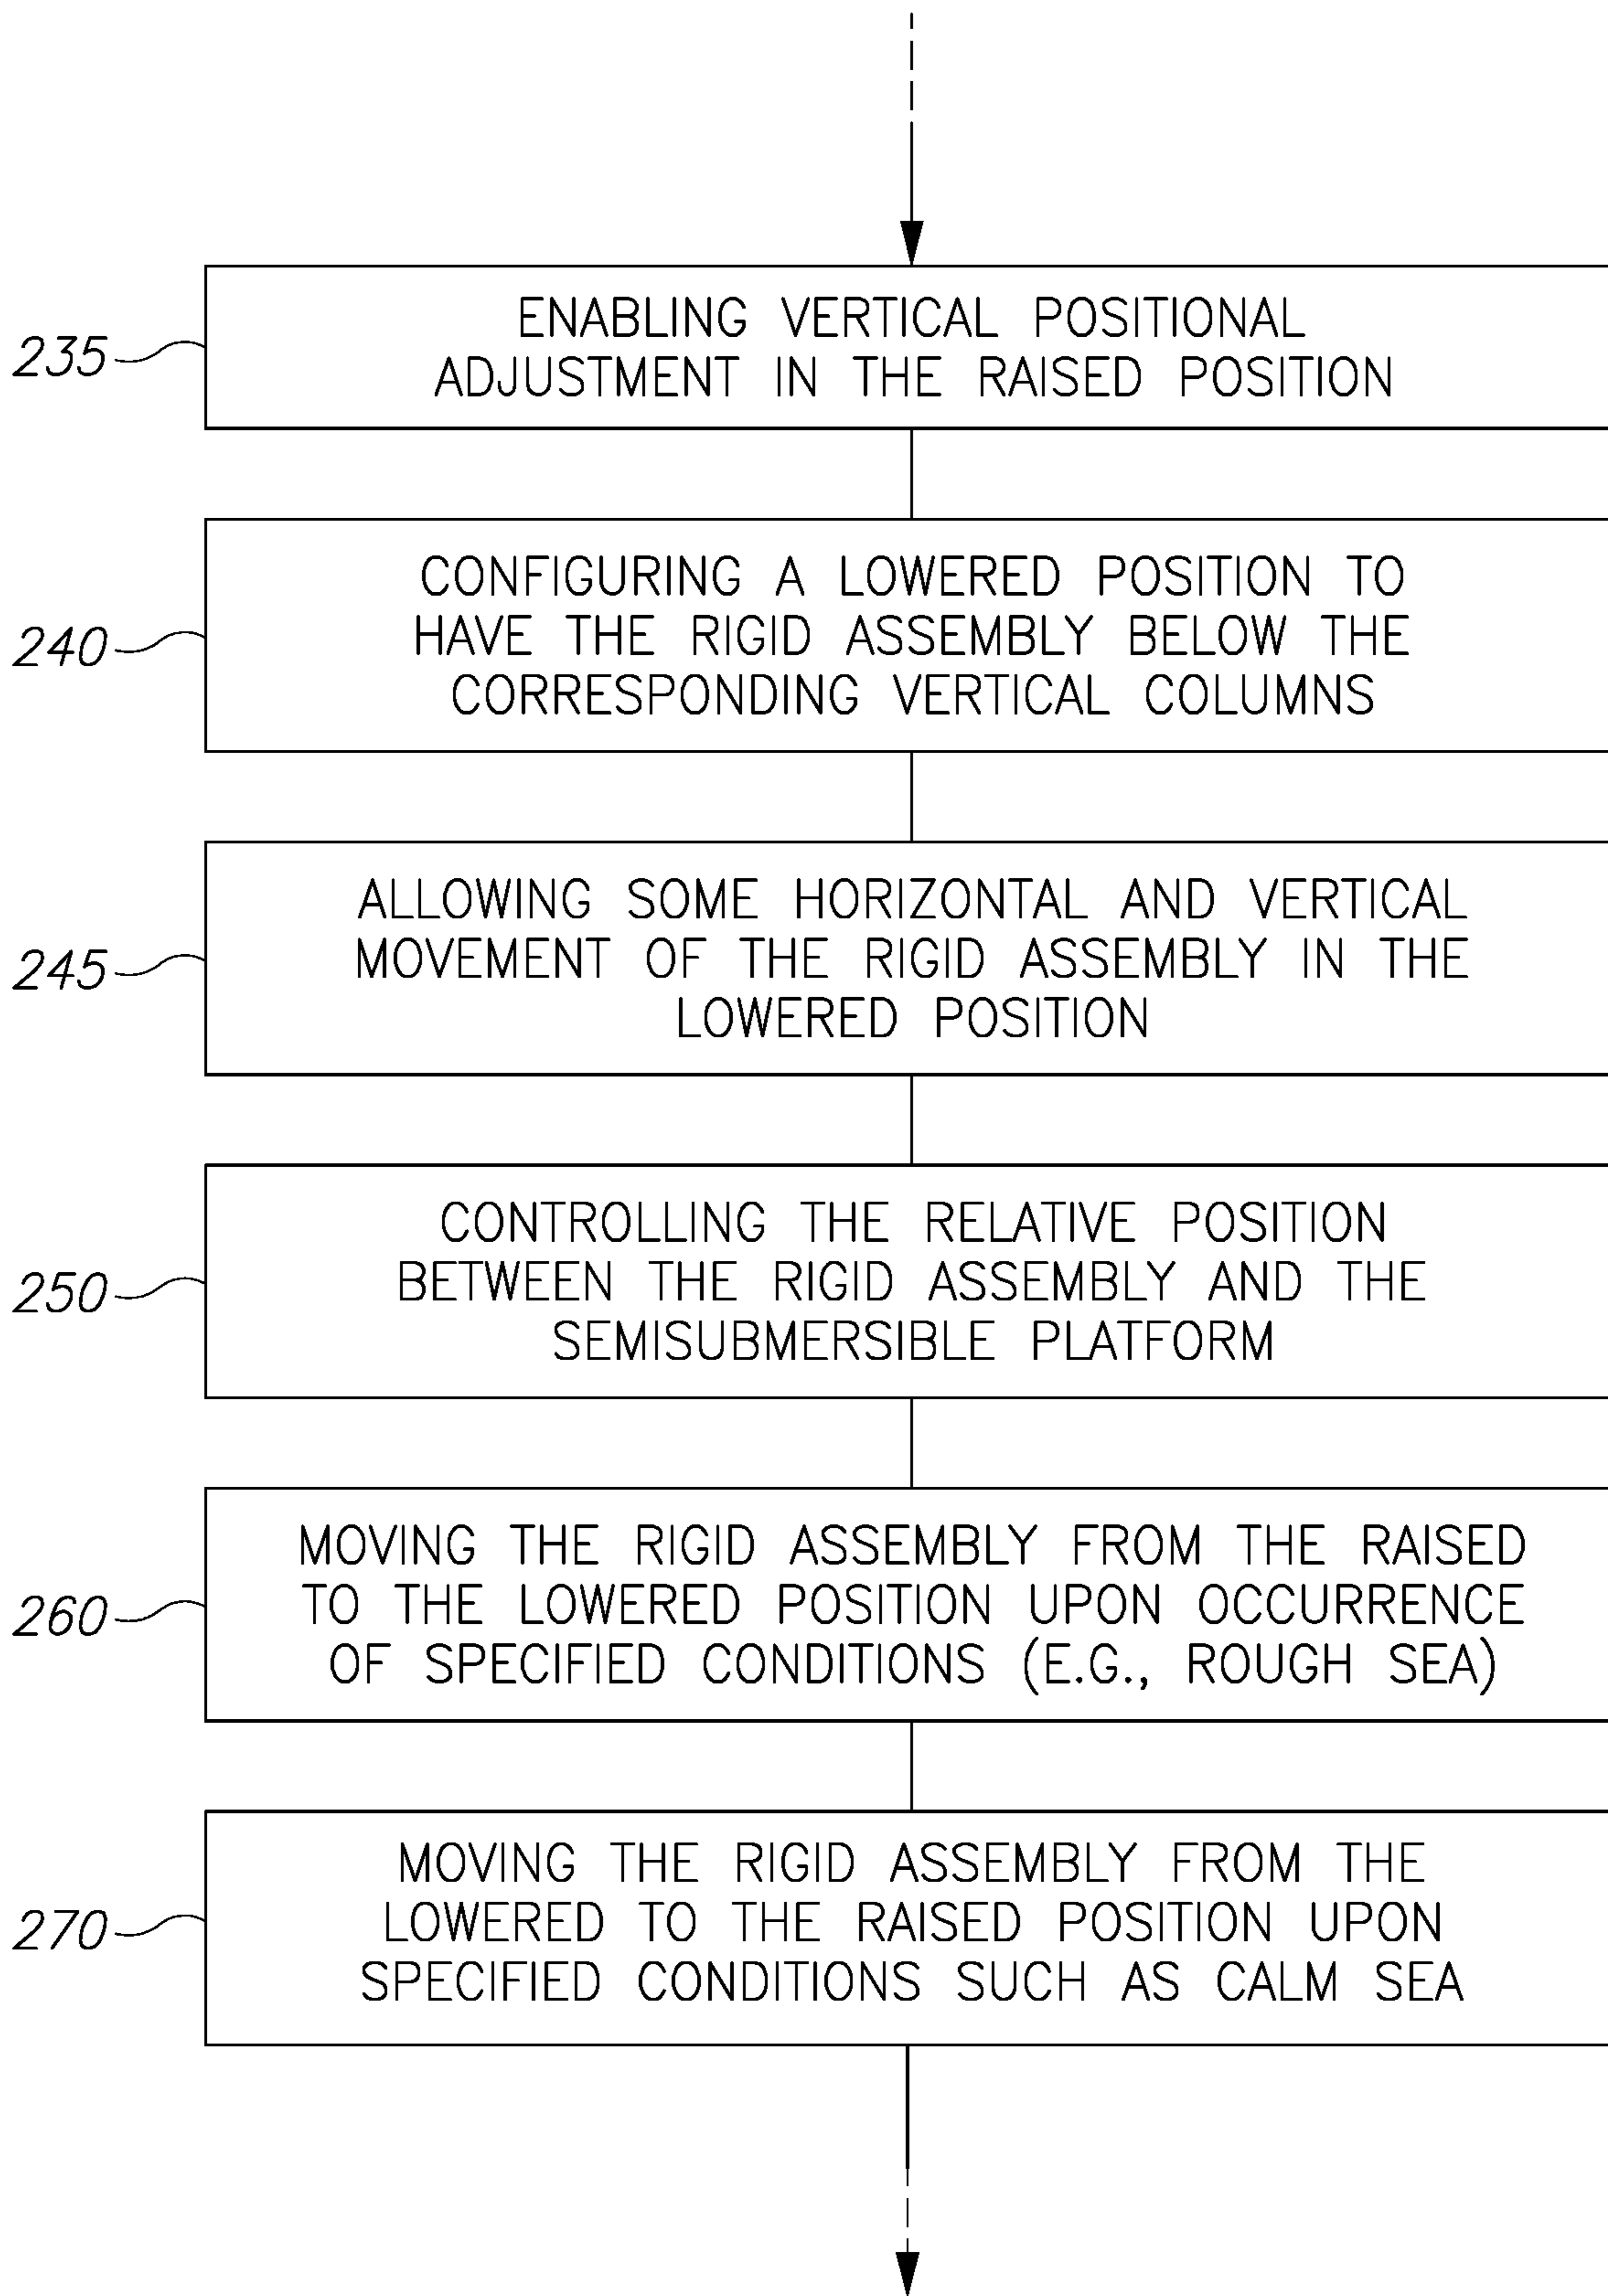 235
ENABLING VERTICAL POSITIONAL
ADJUSTMENT IN THE RAISED POSITION
240
CONFIGURING A LOWERED POSITION TO
HAVE THE RIGID ASSEMBLY BELOW THE
CORRESPONDING VERTICAL COLUMNS
245
ALLOWING SOME HORIZONTAL AND VERTICAL
MOVEMENT OF THE RIGID ASSEMBLY IN THE
LOWERED POSITION
250
CONTROLLING THE RELATIVE POSITION
BETWEEN THE RIGID ASSEMBLY AND THE
SEMISUBMERSIBLE PLATFORM
260
MOVING THE RIGID ASSEMBLY FROM THE RAISED
TO THE LOWERED POSITION UPON OCCURRENCE
OF SPECIFIED CONDITIONS (E.G., ROUGH SEA)
270
MOVING THE RIGID ASSEMBLY FROM THE
LOWERED TO THE RAISED POSITION UPON
SPECIFIED CONDITIONS SUCH AS CALM SEA